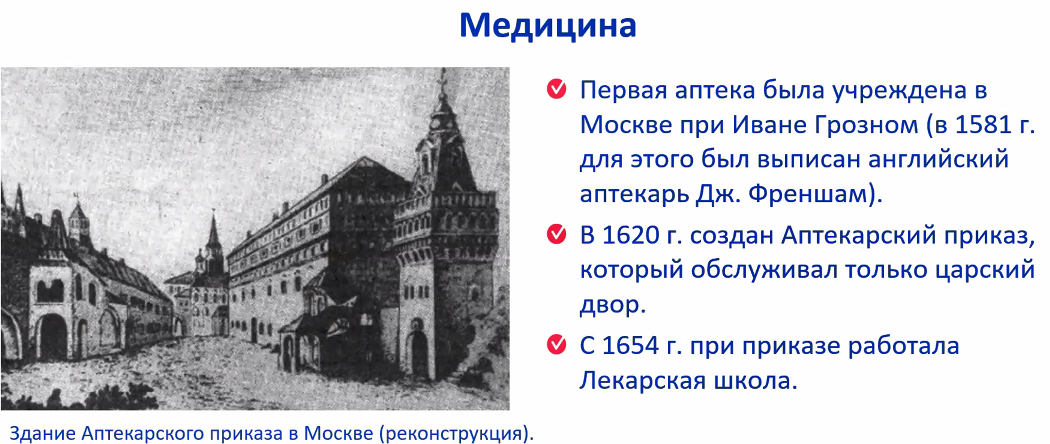 Медицина
Первая аптека была учреждена в
Москве при Иване Грозном (в 1581 г.
для этого был выписан английский
аптекарь Дж. Френшам).
В 1620 г. создан Аптекарский приказ,
который обслуживал только царский
двор.
С 1654 г. при приказе работала
Лекарская школа.
Здание Аптекарского приказа в Москве (реконструкция).